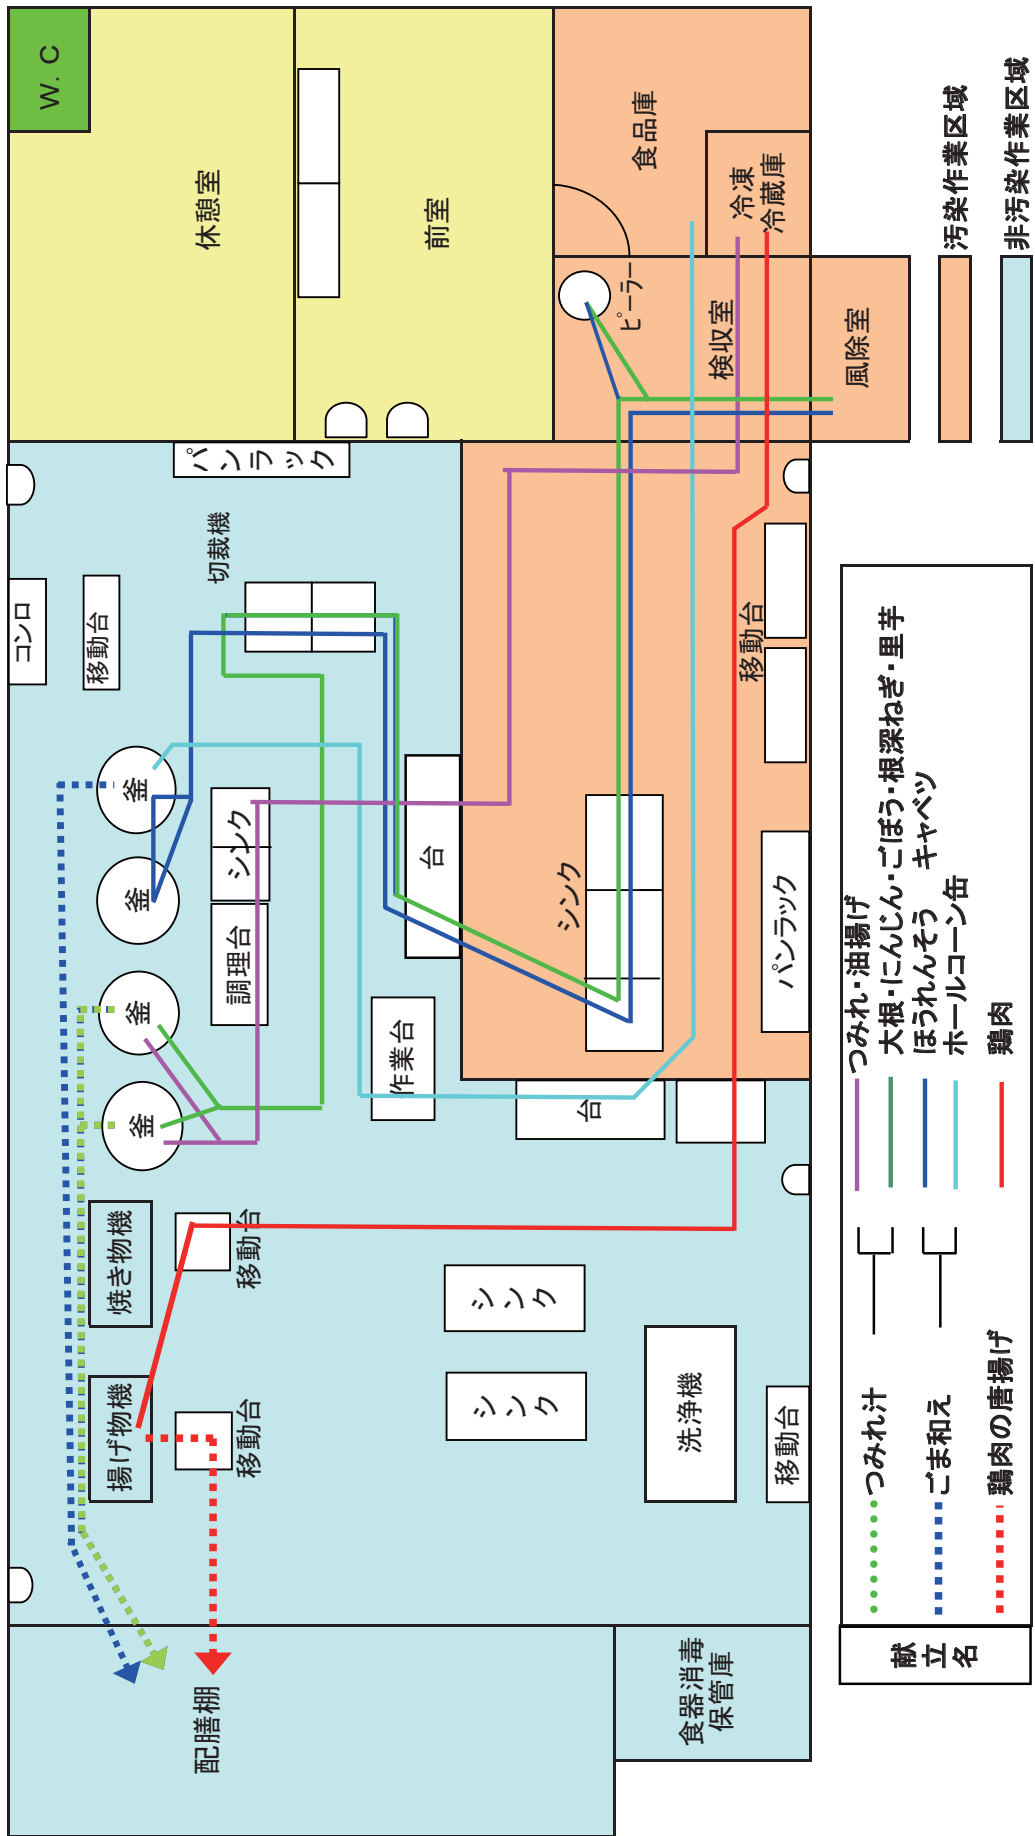 W. C
休憩室
前室
食品庫
冷凍
冷蔵庫
ピーラー
検収室
風除室
汚染作業区域
非汚染作業区域
パンラック
切裁機
コンロ
移動台
移動台
釜
釜
釜
釜
シンク
調理台
台
シンク
パンラック
作業台
台
焼き物機
移動台
揚げ物機
移動台
シンク
シンク
洗浄機
移動台
配膳棚
食器消毒
保管庫
献立名
つみれ汁
つみれ・油揚げ
大根・にんじん・ごぼう・根深ねぎ・里芋
ごま和え
ほうれんそう　キャベツ
ホールコーン缶
鶏肉の唐揚げ
鶏肉